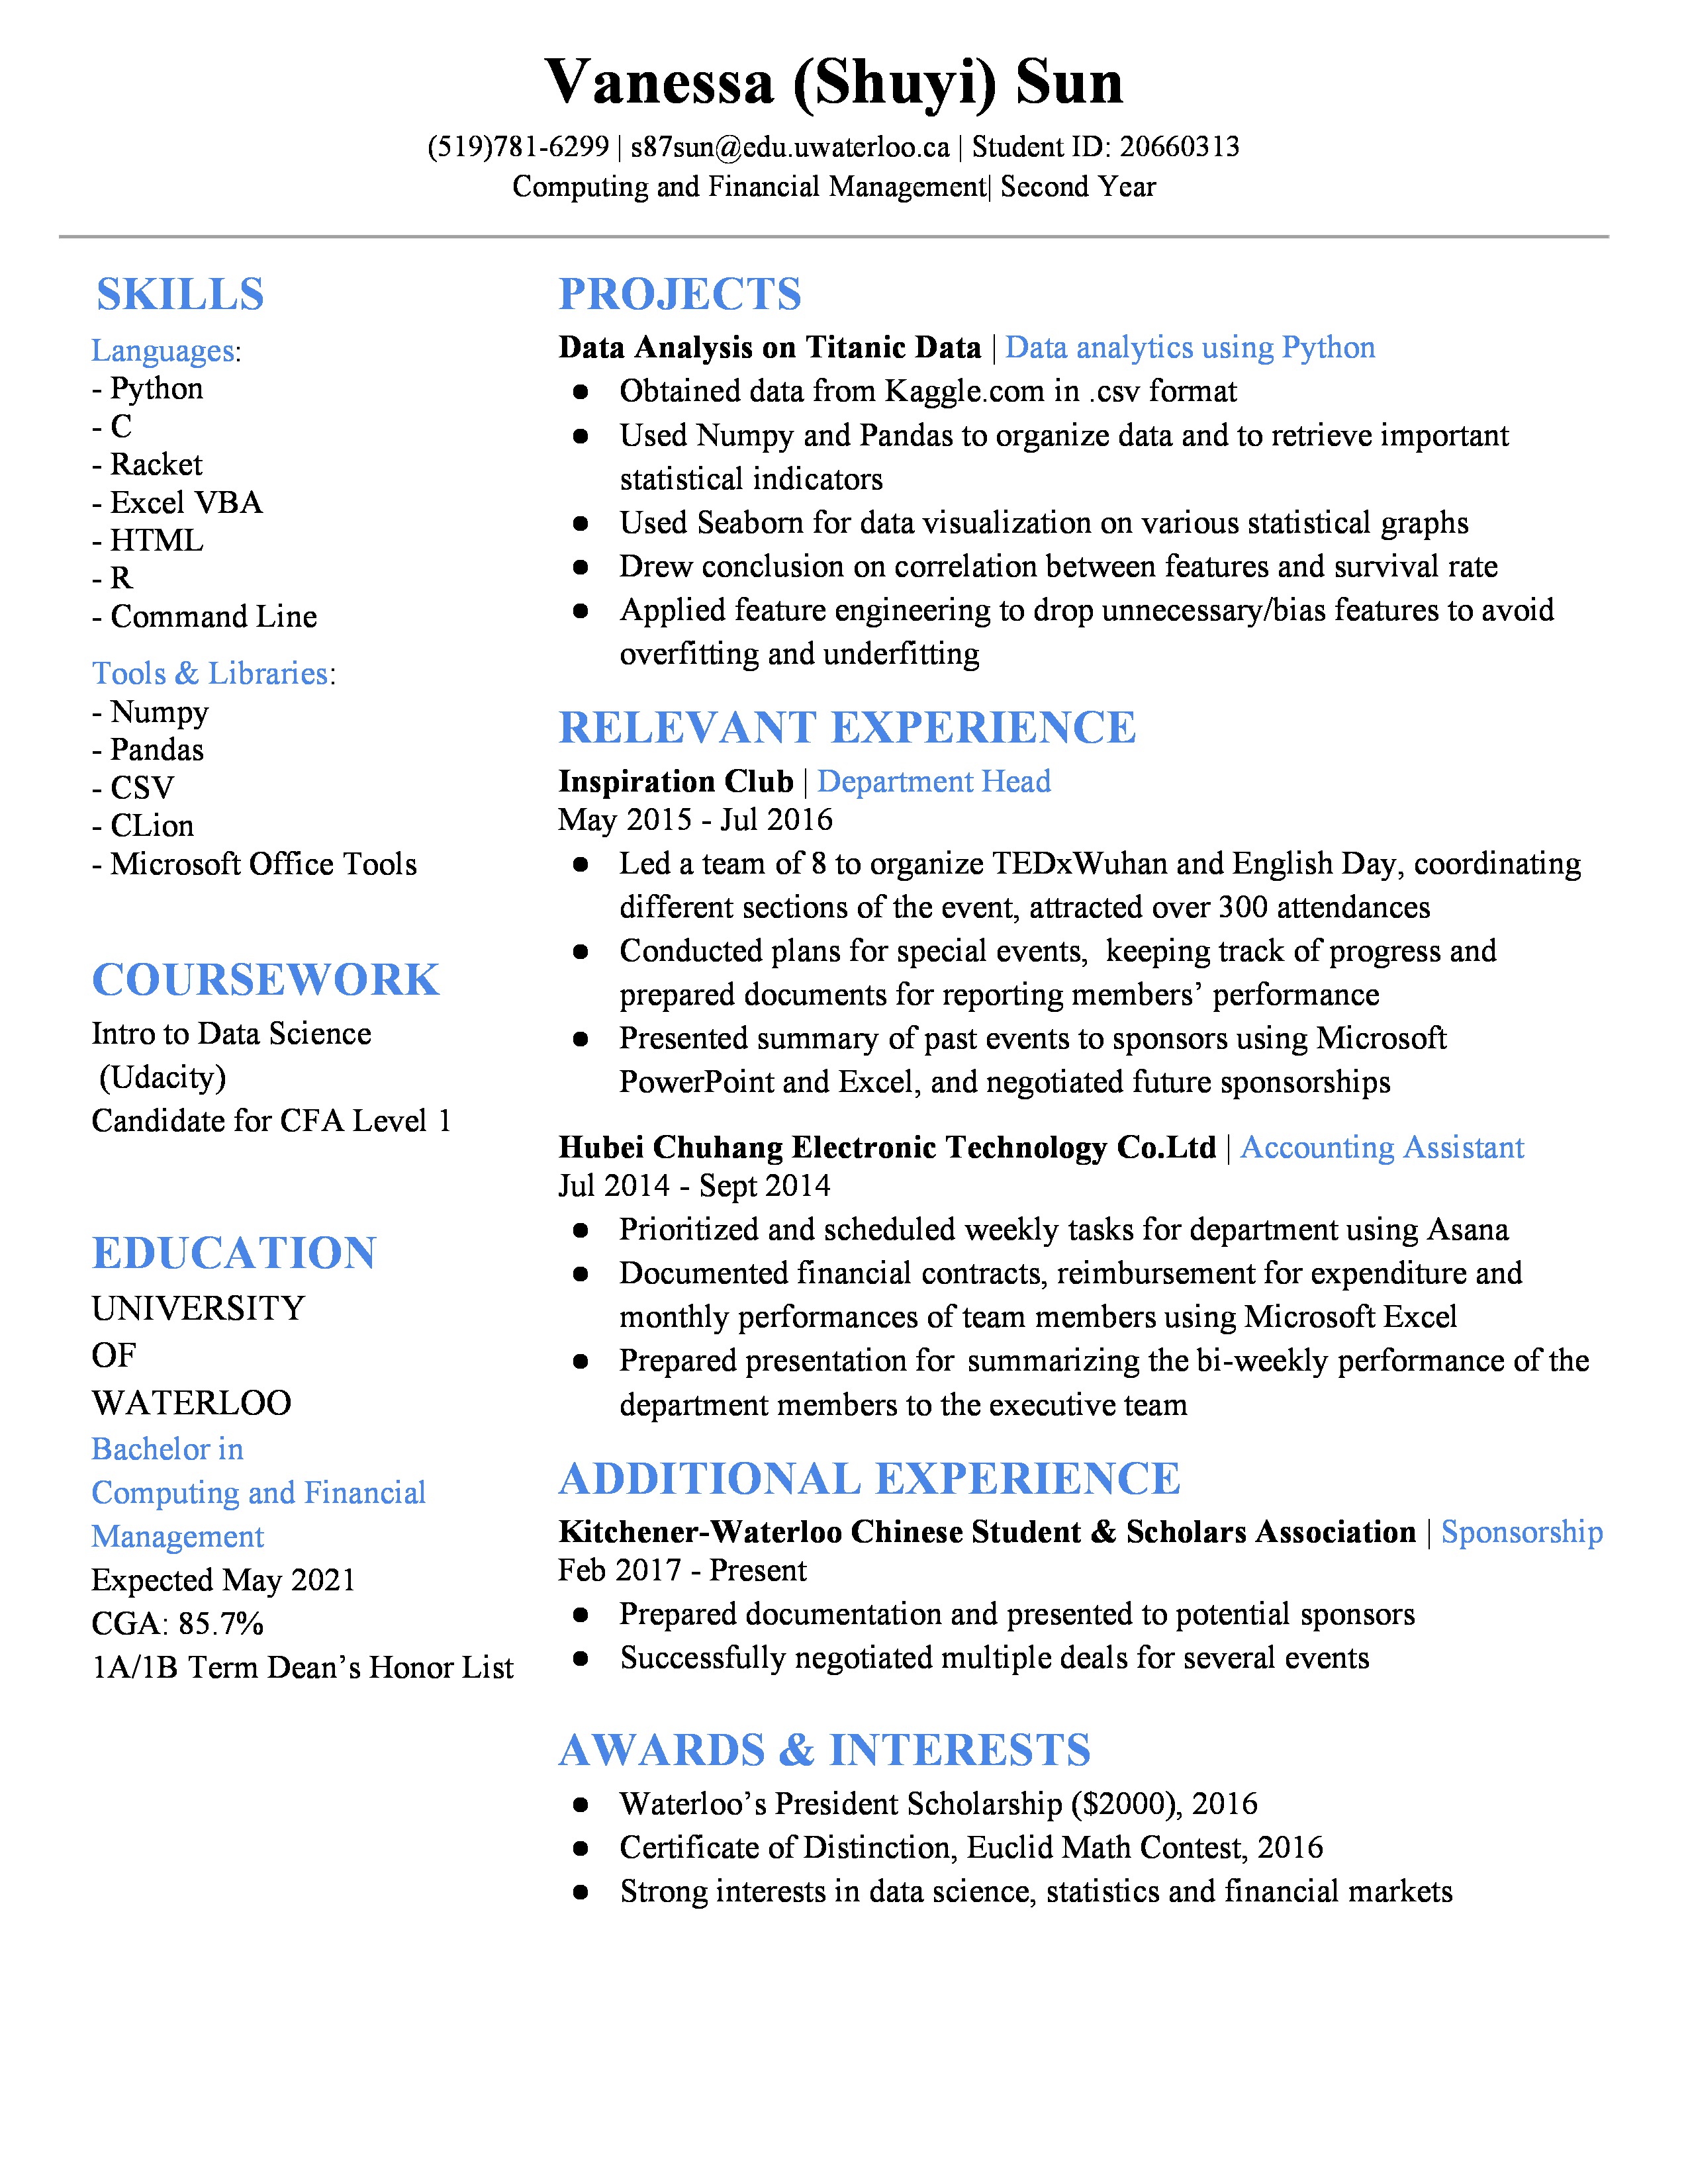 Vanessa (Shuyi) Sun
(519)781-6299 | s87sun@edu.uwaterloo.ca | Student ID: 20660313
Computing and Financial Management| Second Year
SKILLS
Languages:
- Python
- C
- Racket
- Excel VBA
- HTML
- R
- Command Line
Tools & Libraries:
- Numpy
- Pandas
- CSV
- CLion
- Microsoft Office Tools
COURSEWORK
Intro to Data Science
(Udacity)
Candidate for CFA Level 1
EDUCATION
UNIVERSITY
OF
WATERLOO
Bachelor in
Computing and Financial
Management
Expected May 2021
CGA: 85.7%
1A/1B Term Dean’s Honor List
PROJECTS
Data Analysis on Titanic Data | Data analytics using Python
● Obtained data from Kaggle.com in .csv format
● Used Numpy and Pandas to organize data and to retrieve important
statistical indicators
● Used Seaborn for data visualization on various statistical graphs
● Drew conclusion on correlation between features and survival rate
● Applied feature engineering to drop unnecessary/bias features to avoid
overfitting and underfitting
RELEVANT EXPERIENCE
Inspiration Club | Department Head
May 2015 - Jul 2016
● Led a team of 8 to organize TEDxWuhan and English Day, coordinating
different sections of the event, attracted over 300 attendances
● Conducted plans for special events,  keeping track of progress and
prepared documents for reporting members’ performance
● Presented summary of past events to sponsors using Microsoft
PowerPoint and Excel, and negotiated future sponsorships
Hubei Chuhang Electronic Technology Co.Ltd | Accounting Assistant
Jul 2014 - Sept 2014
● Prioritized and scheduled weekly tasks for department using Asana
● Documented financial contracts, reimbursement for expenditure and
monthly performances of team members using Microsoft Excel
● Prepared presentation for summarizing the bi-weekly performance of the
department members to the executive team
ADDITIONAL EXPERIENCE
Kitchener-Waterloo Chinese Student & Scholars Association | Sponsorship
Feb 2017 - Present
● Prepared documentation and presented to potential sponsors
● Successfully negotiated multiple deals for several events
AWARDS & INTERESTS
● Waterloo’s President Scholarship ($2000), 2016
● Certificate of Distinction, Euclid Math Contest, 2016
● Strong interests in data science, statistics and financial markets